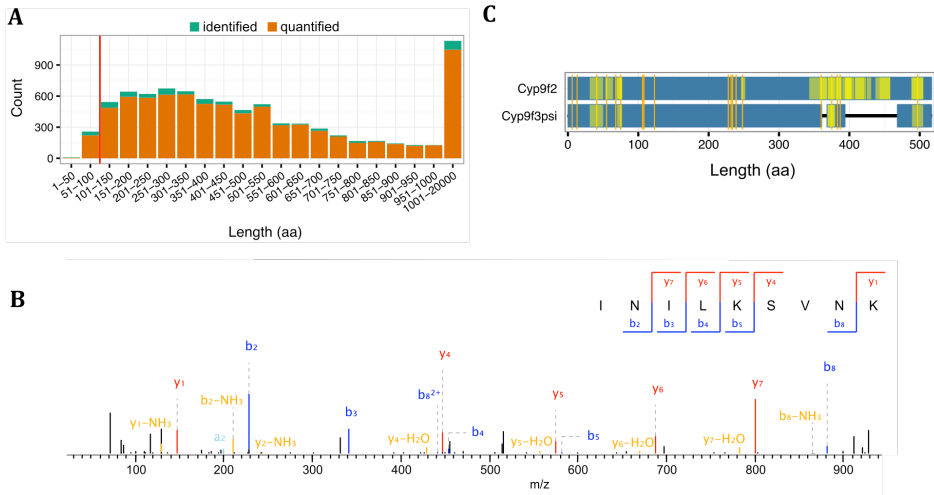 A
identified quantified
Count
900
600
300
0
1–50
51–100
101–150
151–200
201–250
251–300
301–350
351–400
401–450
451–500
501–550
551–600
601–650
651–700
701–750
751–800
801–850
851–900
901–950
951–1000
1001–20000
Length (aa)
C
Cyp9f2
Cyp9f3psi
0 100 200 300 400 500
Length (aa)
B
y₇ y₆ y₅ y₄ y₁
I N I L K S V N K
b₂ b₃ b₄ b₅ b₈
y₁
y₁–NH₃
b₂–NH₃
a₂
b₂
y₂–NH₃
b₃
y₄–H₂O
b₈²⁺
y₄
b₄
y₅–H₂O
y₅
b₅
y₆–H₂O
y₆
y₇–H₂O
y₇
b₈–NH₃
b₈
100 200 300 400 500 600 700 800 900
m/z